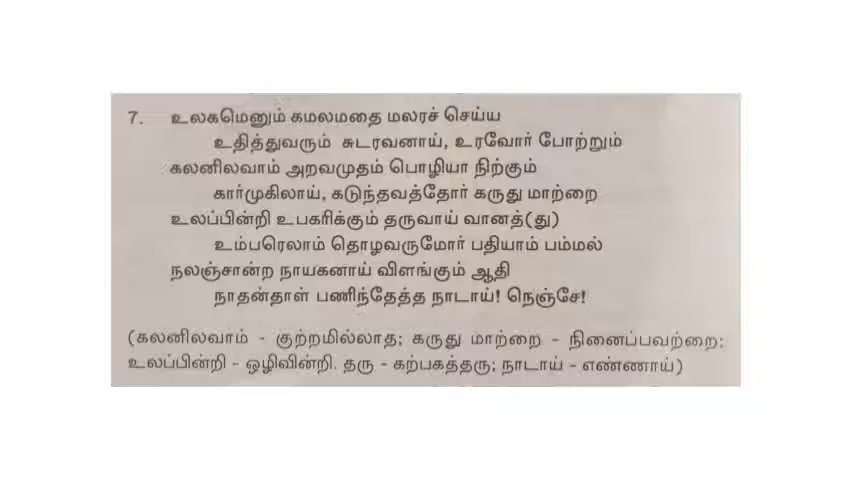 7. உலகமெனும் கமலமதை மலரச் செய்ய
உதித்துவரும் சுடரவனாய், உரவோர் போற்றும்
கலனிலவாம் அறவமுதம் பொழியா நிற்கும்
கார்முகிலாய், கடுந்தவத்தோர் கருது மாற்றை
உலப்பின்றி உபகரிக்கும் தருவாய் வானத்(து)
உம்பரெலாம் தொழவருமோர் பதியாம் பம்மல்
நலஞ்சான்ற நாயகனாய் விளங்கும் ஆதி
நாதன்தாள் பணிந்தேத்த நாடாய்! நெஞ்சே!
(கலனிலவாம் - குற்றமில்லாத; கருது மாற்றை - நினைப்பவற்றை;
உலப்பின்றி - ஒழிவின்றி. தரு - கற்பகத்தரு; நாடாய் - எண்ணாய்)